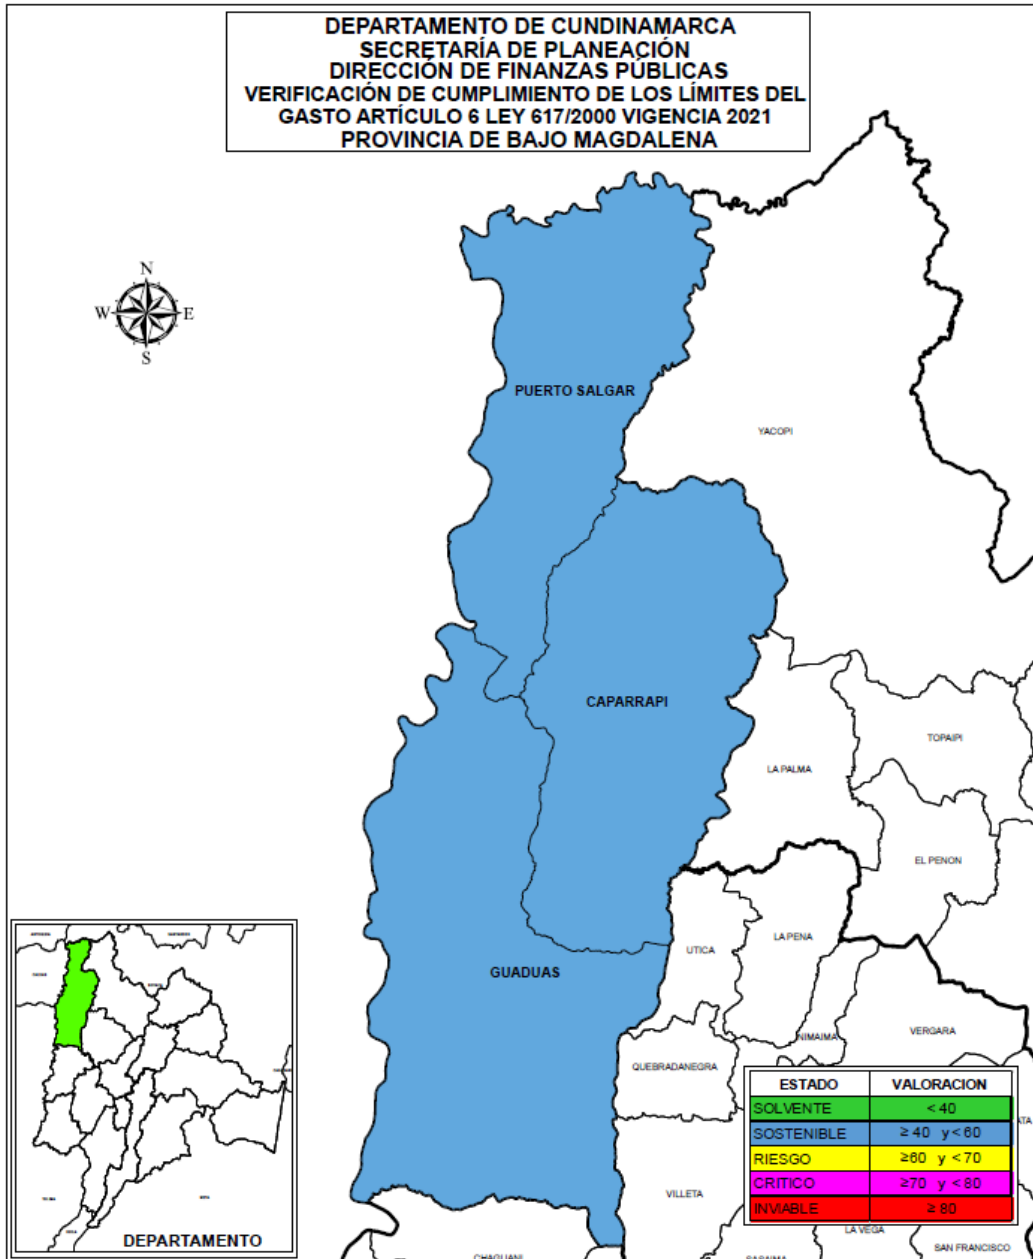 DEPARTAMENTO DE CUNDINAMARCA
SECRETARÍA DE PLANEACIÓN
DIRECCIÓN DE FINANZAS PÚBLICAS
VERIFICACIÓN DE CUMPLIMIENTO DE LOS LÍMITES DEL
GASTO ARTÍCULO 6 LEY 617/2000 VIGENCIA 2021
PROVINCIA DE BAJO MAGDALENA
N
W E
S
PUERTO SALGAR
YACOPI
CAPARRAPI
TOPAIPI
LA PALMA
EL PENON
LA PENA
UTICA
GUADUAS
VERGARA
NIMAIMA
QUEBRADANEGRA
ESTADO VALORACION
SOLVENTE < 40
SOSTENIBLE ≥ 40 y < 60
RIESGO ≥60 y < 70
CRITICO ≥70 y < 80
INVIABLE ≥ 80
VILLETA
LA VEGA
SAN FRANCISCO
CHAGUANI
DEPARTAMENTO